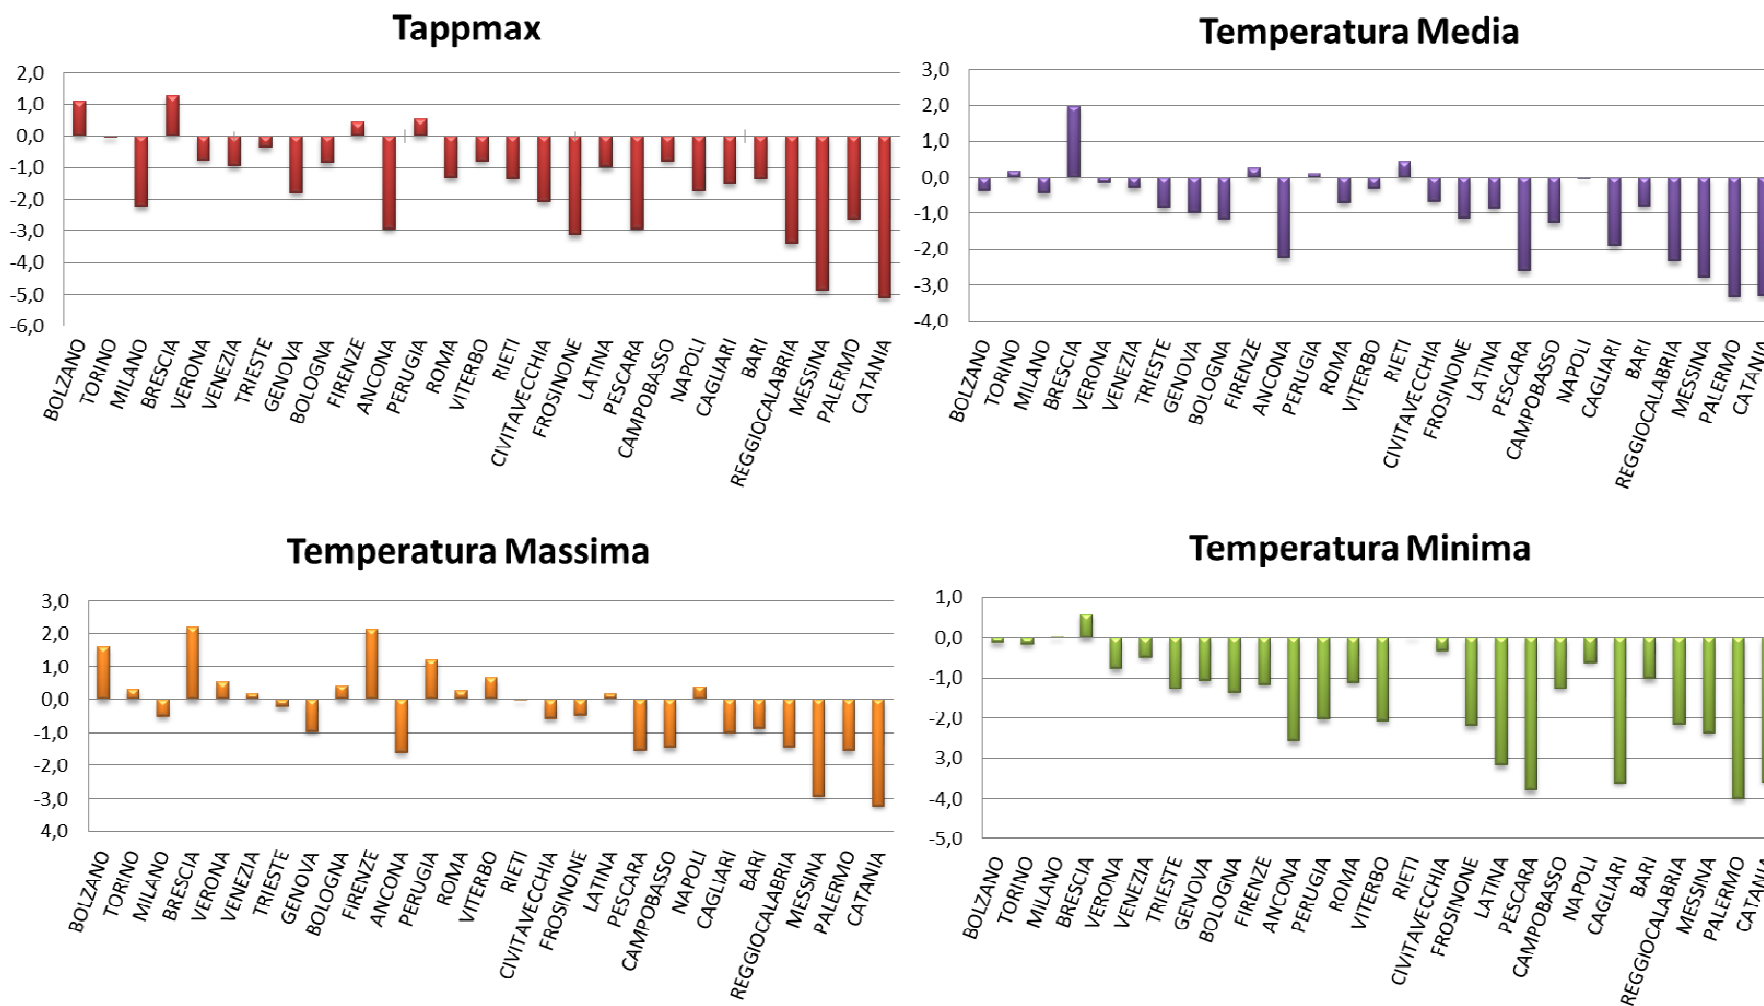 Tappmax
2,0
1,0
0,0
-1,0
-2,0
-3,0
-4,0
-5,0
-6,0
BOLZANO
TORINO
MILANO
BRESCIA
VERONA
VENEZIA
TRIESTE
GENOVA
BOLOGNA
FIRENZE
ANCONA
PERUGIA
ROMA
VITERBO
RIETI
CIVITAVECCHIA
FROSINONE
LATINA
PESCARA
CAMPOBASSO
NAPOLI
CAGLIARI
BARI
REGGIOCALABRIA
MESSINA
PALERMO
CATANIA
Temperatura Media
3,0
2,0
1,0
0,0
-1,0
-2,0
-3,0
-4,0
BOLZANO
TORINO
MILANO
BRESCIA
VERONA
VENEZIA
TRIESTE
GENOVA
BOLOGNA
FIRENZE
ANCONA
PERUGIA
ROMA
VITERBO
RIETI
CIVITAVECCHIA
FROSINONE
LATINA
PESCARA
CAMPOBASSO
NAPOLI
CAGLIARI
BARI
REGGIOCALABRIA
MESSINA
PALERMO
CATANIA
Temperatura Massima
3,0
2,0
1,0
0,0
-1,0
-2,0
-3,0
4,0
BOLZANO
TORINO
MILANO
BRESCIA
VERONA
VENEZIA
TRIESTE
GENOVA
BOLOGNA
FIRENZE
ANCONA
PERUGIA
ROMA
VITERBO
RIETI
CIVITAVECCHIA
FROSINONE
LATINA
PESCARA
CAMPOBASSO
NAPOLI
CAGLIARI
BARI
REGGIOCALABRIA
MESSINA
PALERMO
CATANIA
Temperatura Minima
1,0
0,0
-1,0
-2,0
-3,0
-4,0
-5,0
BOLZANO
TORINO
MILANO
BRESCIA
VERONA
VENEZIA
TRIESTE
GENOVA
BOLOGNA
FIRENZE
ANCONA
PERUGIA
ROMA
VITERBO
RIETI
CIVITAVECCHIA
FROSINONE
LATINA
PESCARA
CAMPOBASSO
NAPOLI
CAGLIARI
BARI
REGGIOCALABRIA
MESSINA
PALERMO
CATANIA